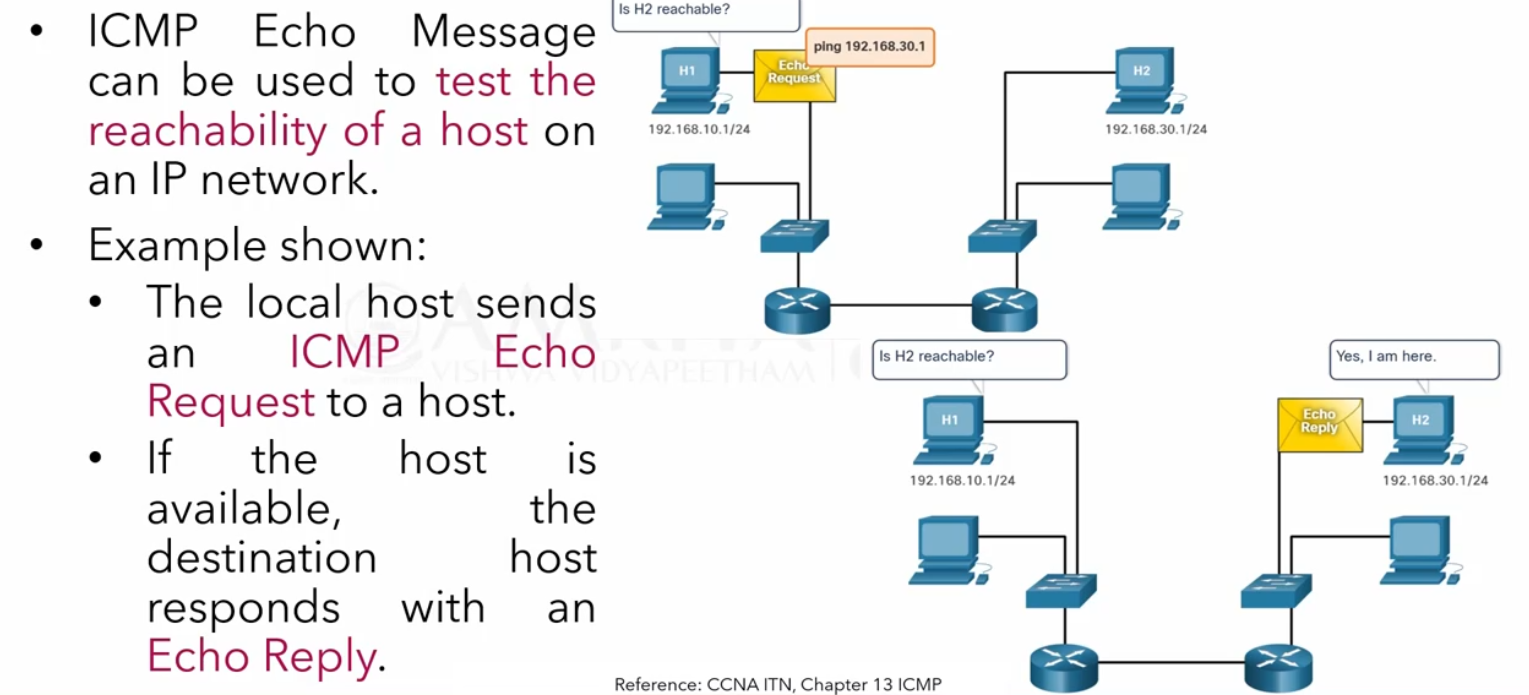 • ICMP Echo Message
can be used to test the
reachability of a host on
an IP network.
• Example shown:
• The local host sends
an ICMP Echo
Request to a host.
• If the host is
available, the
destination host
responds with an
Echo Reply.
Is H2 reachable?
ping 192.168.30.1
Echo
Request
H1
H2
192.168.10.1/24
192.168.30.1/24
Is H2 reachable?
Yes, I am here.
H1
Echo
Reply
H2
192.168.10.1/24
192.168.30.1/24
AMRITA
VISHWA VIDYAPEETHAM
Reference: CCNA ITN, Chapter 13 ICMP